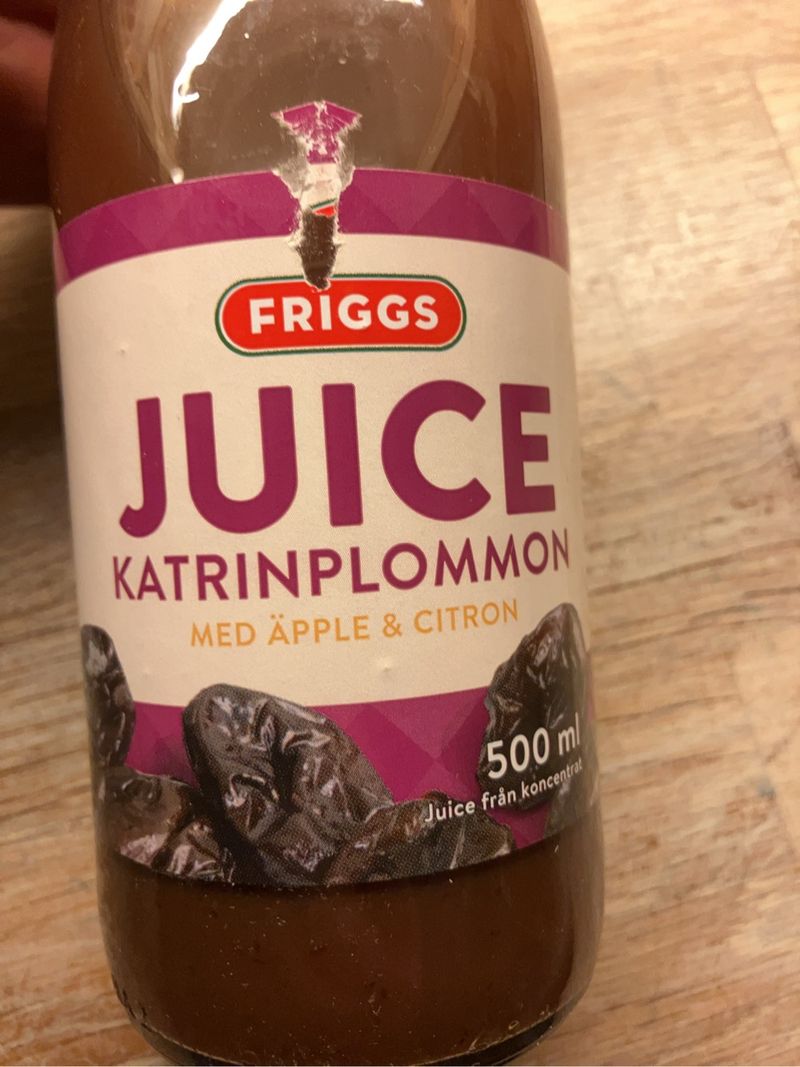 FRIGGS
JUICE
KATRINPLOMMON
MED ÄPPLE & CITRON
500 ml
Juice från koncentrat